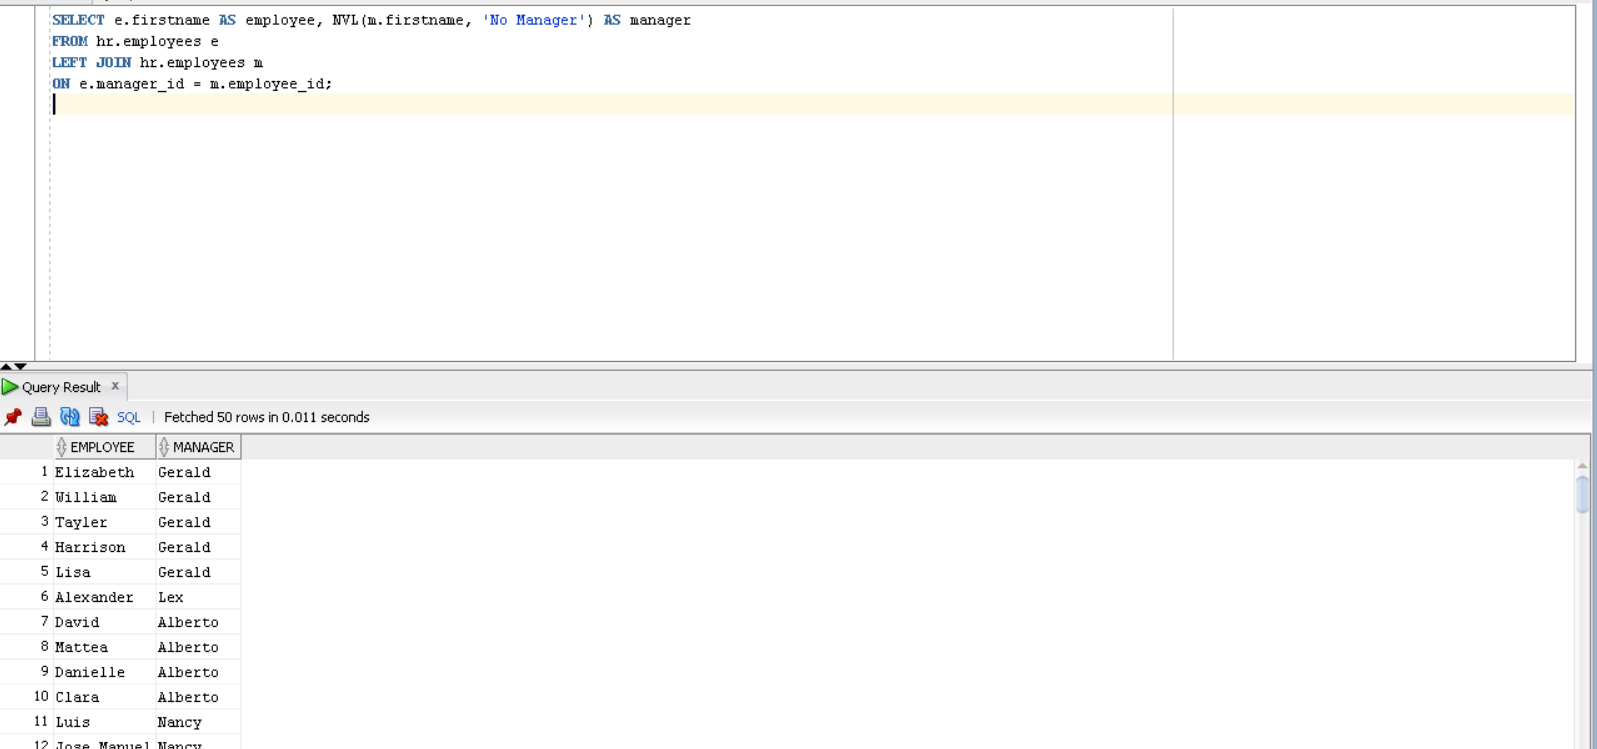 SELECT e.firstname AS employee, NVL(m.firstname, 'No Manager') AS manager
FROM hr.employees e
LEFT JOIN hr.employees m
ON e.manager_id = m.employee_id;
Query Result x
SQL | Fetched 50 rows in 0.011 seconds
EMPLOYEE MANAGER
1 Elizabeth Gerald
2 William Gerald
3 Tayler Gerald
4 Harrison Gerald
5 Lisa Gerald
6 Alexander Lex
7 David Alberto
8 Mattea Alberto
9 Danielle Alberto
10 Clara Alberto
11 Luis Nancy
12 Jose Manuel Nancy